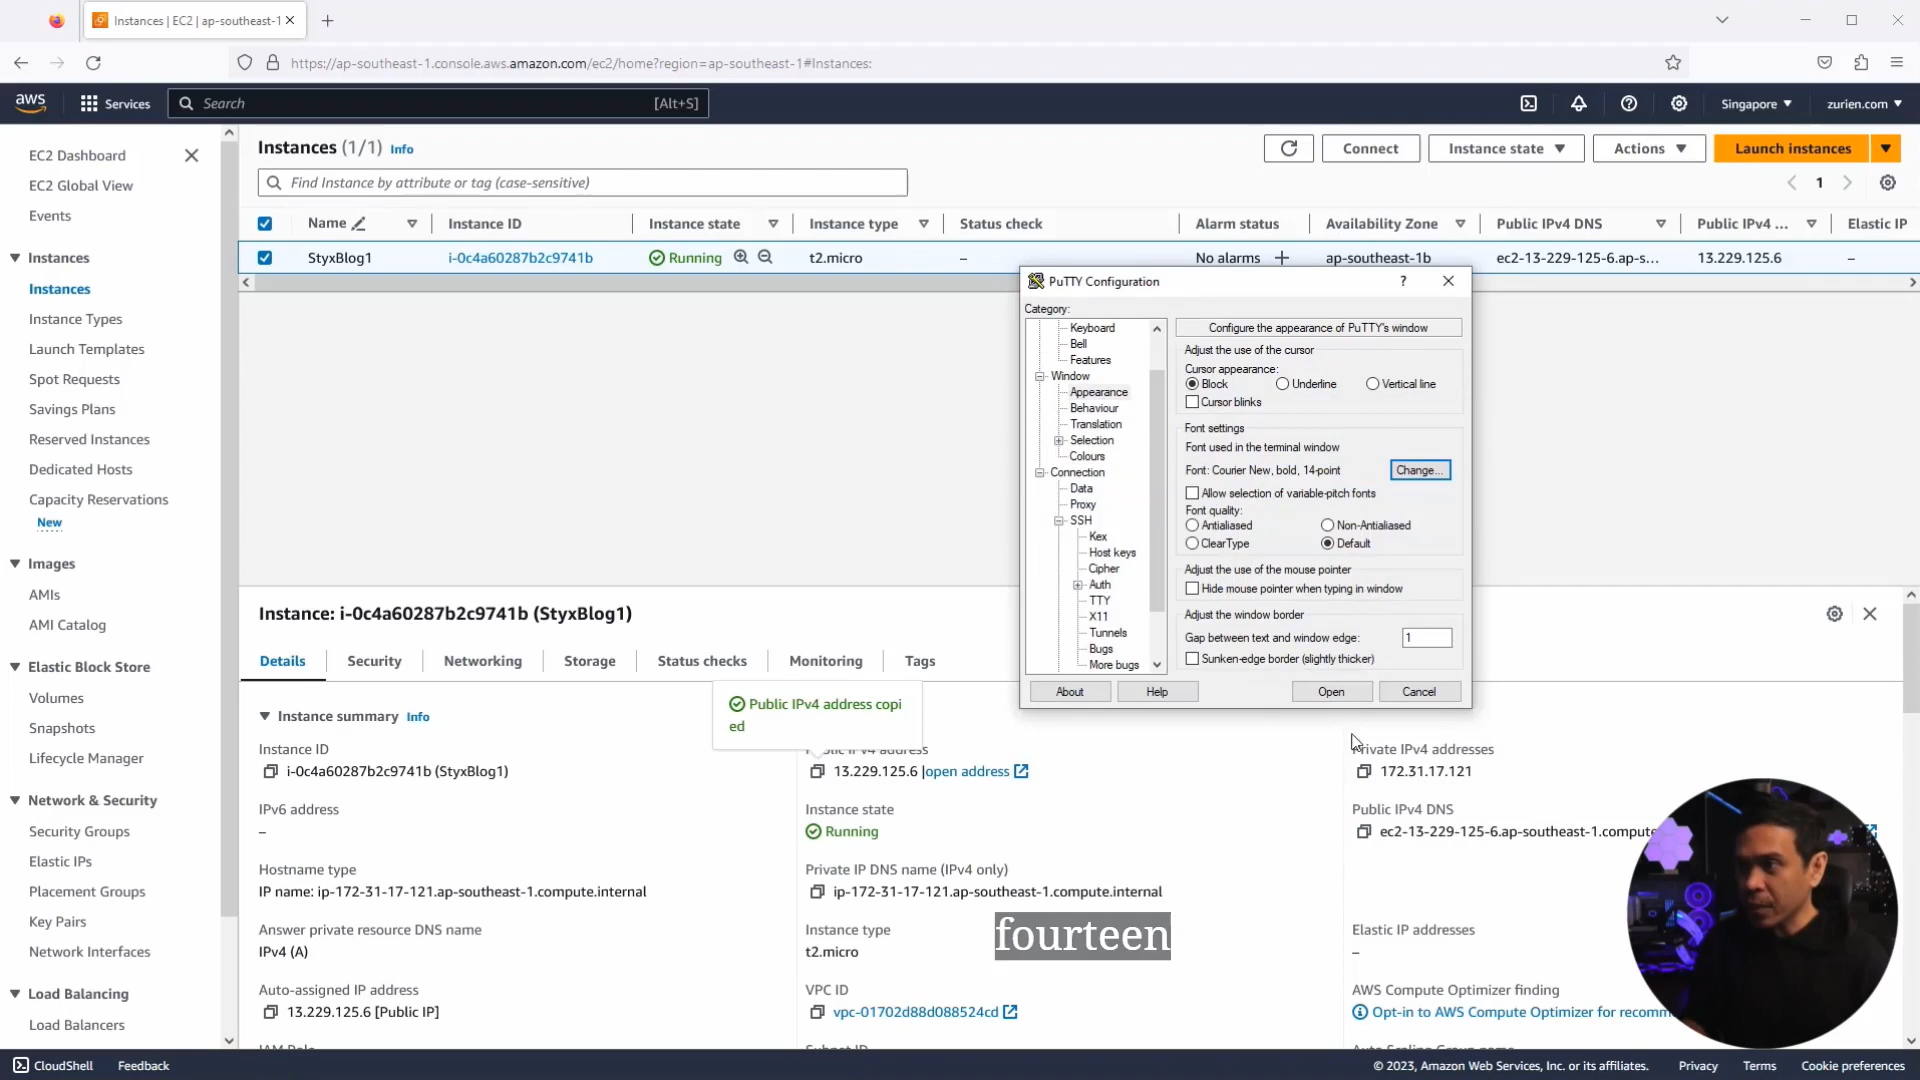 Instances | EC2 | ap-southeast-1
https://ap-southeast-1.console.aws.amazon.com/ec2/home?region=ap-southeast-1#Instances:
aws
Services
Search
[Alt+S]
Singapore
zurien.com
EC2 Dashboard
EC2 Global View
Events
Instances
Instances
Instance Types
Launch Templates
Spot Requests
Savings Plans
Reserved Instances
Dedicated Hosts
Capacity Reservations
New
Images
AMIs
AMI Catalog
Elastic Block Store
Volumes
Snapshots
Lifecycle Manager
Network & Security
Security Groups
Elastic IPs
Placement Groups
Key Pairs
Network Interfaces
Load Balancing
Load Balancers
Instances (1/1) Info
Connect
Instance state
Actions
Launch instances
Find Instance by attribute or tag (case-sensitive)
1
Name Instance ID Instance state Instance type Status check Alarm status Availability Zone Public IPv4 DNS Public IPv4 ... Elastic IP
StyxBlog1 i-0c4a60287b2c9741b Running t2.micro – No alarms + ap-southeast-1b ec2-13-229-125-6.ap-s... 13.229.125.6 –
PuTTY Configuration
?
Category:
Keyboard
Bell
Features
Window
Appearance
Behaviour
Translation
Selection
Colours
Connection
Data
Proxy
SSH
Kex
Host keys
Cipher
Auth
TTY
X11
Tunnels
Bugs
More bugs
Configure the appearance of PuTTY's window
Adjust the use of the cursor
Cursor appearance:
Block Underline Vertical line
Cursor blinks
Font settings
Font used in the terminal window
Font: Courier New, bold, 14-point
Change...
Allow selection of variable-pitch fonts
Font quality:
Antialiased Non-Antialiased
ClearType Default
Adjust the use of the mouse pointer
Hide mouse pointer when typing in window
Adjust the window border
Gap between text and window edge: 1
Sunken-edge border (slightly thicker)
About Help Open Cancel
Instance: i-0c4a60287b2c9741b (StyxBlog1)
Details Security Networking Storage Status checks Monitoring Tags
Public IPv4 address copi
ed
Instance summary Info
Instance ID
i-0c4a60287b2c9741b (StyxBlog1)
IPv6 address
–
Hostname type
IP name: ip-172-31-17-121.ap-southeast-1.compute.internal
Answer private resource DNS name
IPv4 (A)
Auto-assigned IP address
13.229.125.6 [Public IP]
Public IPv4 address
13.229.125.6 |open address
Instance state
Running
Private IP DNS name (IPv4 only)
ip-172-31-17-121.ap-southeast-1.compute.internal
Instance type
t2.micro
VPC ID
vpc-01702d88d088524cd
fourteen
Private IPv4 addresses
172.31.17.121
Public IPv4 DNS
ec2-13-229-125-6.ap-southeast-1.compute
Elastic IP addresses
–
AWS Compute Optimizer finding
Opt-in to AWS Compute Optimizer for recomm
CloudShell
Feedback
© 2023, Amazon Web Services, Inc. or its affiliates.
Privacy
Terms
Cookie preferences